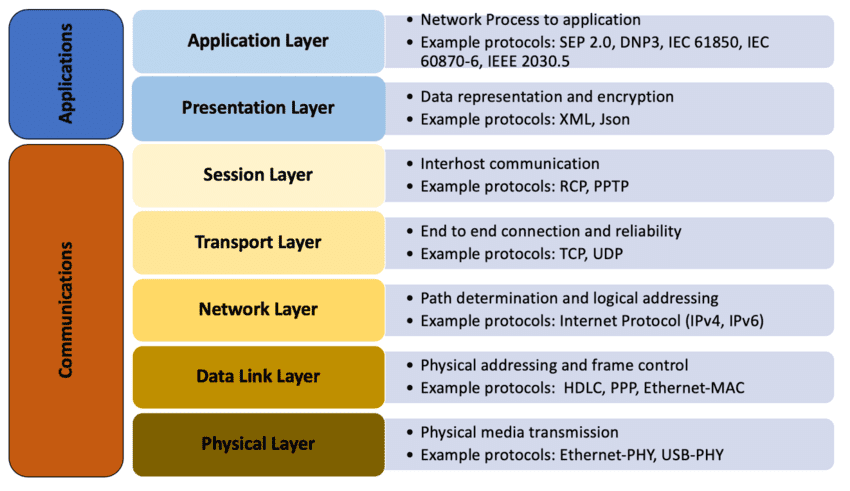 Applications
Application Layer
• Network Process to application
• Example protocols: SEP 2.0, DNP3, IEC 61850, IEC
60870-6, IEEE 2030.5
Presentation Layer
• Data representation and encryption
• Example protocols: XML, Json
Communications
Session Layer
• Interhost communication
• Example protocols: RCP, PPTP
Transport Layer
• End to end connection and reliability
• Example protocols: TCP, UDP
Network Layer
• Path determination and logical addressing
• Example protocols: Internet Protocol (IPv4, IPv6)
Data Link Layer
• Physical addressing and frame control
• Example protocols:  HDLC, PPP, Ethernet-MAC
Physical Layer
• Physical media transmission
• Example protocols: Ethernet-PHY, USB-PHY